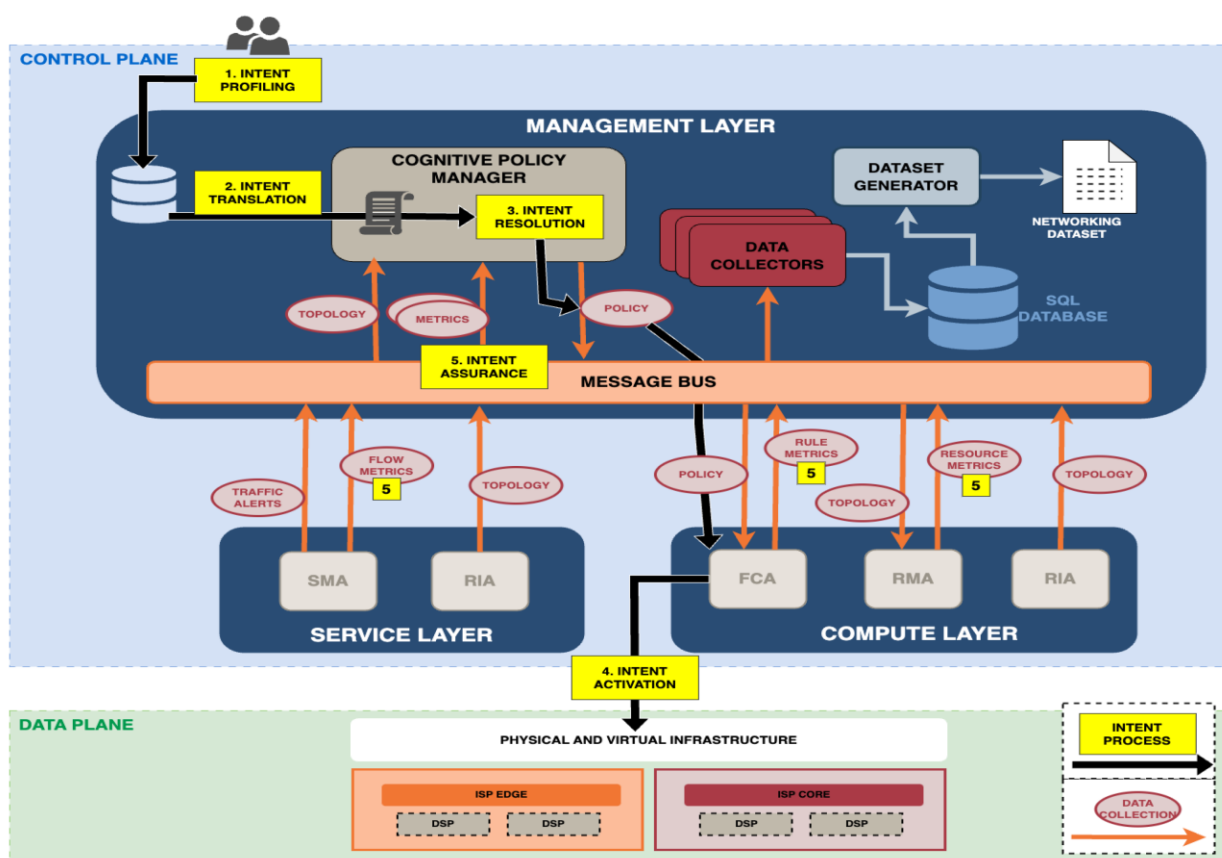 CONTROL PLANE
1. INTENT
PROFILING
MANAGEMENT LAYER
COGNITIVE POLICY
MANAGER
2. INTENT
TRANSLATION
3. INTENT
RESOLUTION
DATASET
GENERATOR
NETWORKING
DATASET
DATA
COLLECTORS
SQL
DATABASE
TOPOLOGY
METRICS
POLICY
5. INTENT
ASSURANCE
MESSAGE BUS
TRAFFIC
ALERTS
FLOW
METRICS
5
TOPOLOGY
POLICY
RULE
METRICS
5
TOPOLOGY
RESOURCE
METRICS
5
TOPOLOGY
SMA
RIA
SERVICE LAYER
FCA
RMA
RIA
COMPUTE LAYER
4. INTENT
ACTIVATION
DATA PLANE
PHYSICAL AND VIRTUAL INFRASTRUCTURE
ISP EDGE
DSP
DSP
ISP CORE
DSP
DSP
INTENT
PROCESS
DATA
COLLECTION